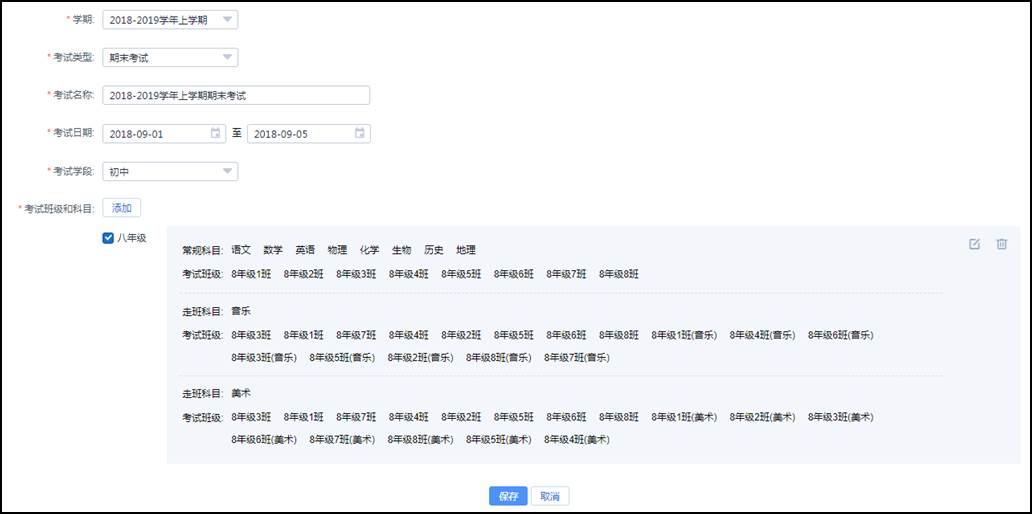 * 学期: 2018-2019学年上学期
* 考试类型: 期末考试
* 考试名称: 2018-2019学年上学期期末考试
* 考试日期: 2018-09-01 至 2018-09-05
* 考试学段: 初中
* 考试班级和科目: 添加
八年级
常规科目: 语文 数学 英语 物理 化学 生物 历史 地理
考试班级: 8年级1班 8年级2班 8年级3班 8年级4班 8年级5班 8年级6班 8年级7班 8年级8班
走班科目: 音乐
考试班级: 8年级3班 8年级1班 8年级7班 8年级4班 8年级2班 8年级5班 8年级6班 8年级8班 8年级1班(音乐) 8年级4班(音乐) 8年级6班(音乐)
8年级3班(音乐) 8年级5班(音乐) 8年级2班(音乐) 8年级8班(音乐) 8年级7班(音乐)
走班科目: 美术
考试班级: 8年级3班 8年级1班 8年级7班 8年级4班 8年级2班 8年级5班 8年级6班 8年级8班 8年级1班(美术) 8年级2班(美术) 8年级3班(美术)
8年级6班(美术) 8年级7班(美术) 8年级8班(美术) 8年级5班(美术) 8年级4班(美术)
保存 取消